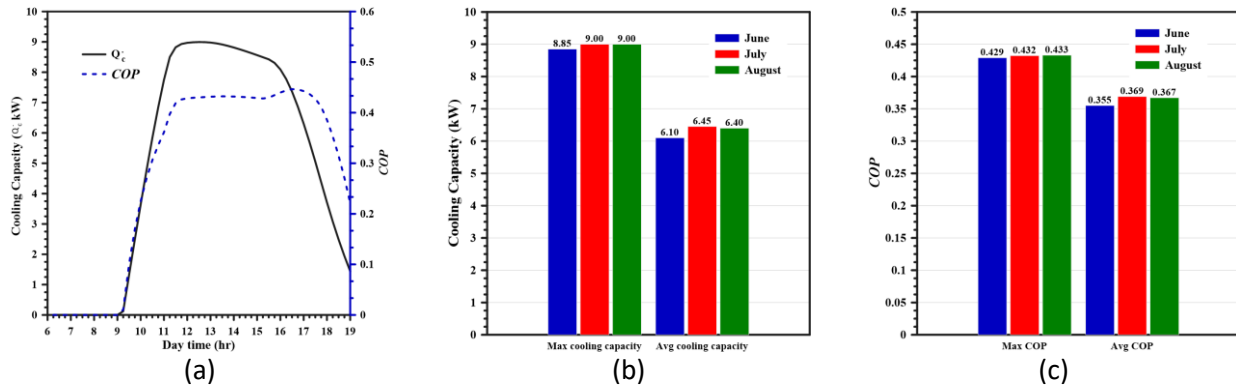 10
9
8
7
6
5
4
3
2
1
0
Cooling Capacity (Q̇c kW)
Q̇c
COP
0.6
0.5
0.4
0.3
0.2
0.4
0
COP
6 7 8 9 10 11 12 13 14 15 16 17 18 19
Day time (hr)
(a)
10
9
8
7
6
5
4
3
2
1
0
Cooling Capacity (kW)
June
July
August
8.85 9.00 9.00
6.10 6.45 6.40
Max cooling capacity Avg cooling capacity
(b)
0.5
0.45
0.4
0.35
0.3
0.25
0.2
0.15
0.1
0.05
0
COP
June
July
August
0.429 0.432 0.433
0.355 0.369 0.367
Max COP Avg COP
(c)